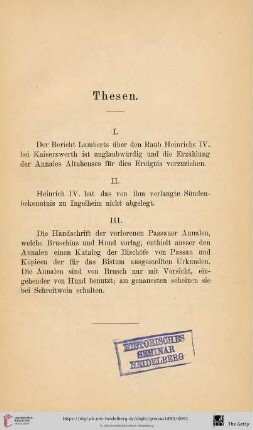 Thesen.
I.
Der Bericht Lamberts über den Raub Heinrichs IV.
bei Kaiserswerth ist unglaubwürdig und die Erzählung
der Annales Altahenses für dies Ereignis vorzuziehen.
II.
Heinrich IV. hat das von ihm verlangte Sünden-
bekenntnis zu Ingelheim nicht abgelegt.
III.
Die Handschrift der verlorenen Passauer Annalen,
welche Bruschius und Hund vorlag, enthielt ausser den
Annalen einen Katalog der Bischöfe von Passau und
Kopieen der für das Bistum ausgestellten Urkunden.
Die Annalen sind von Brusch nur mit Vorsicht, ein-
gehender von Hund benutzt; am genauesten scheinen sie
bei Schreitwein erhalten.
HISTORISCHES
SEMINAR
HEIDELBERG
The Getty